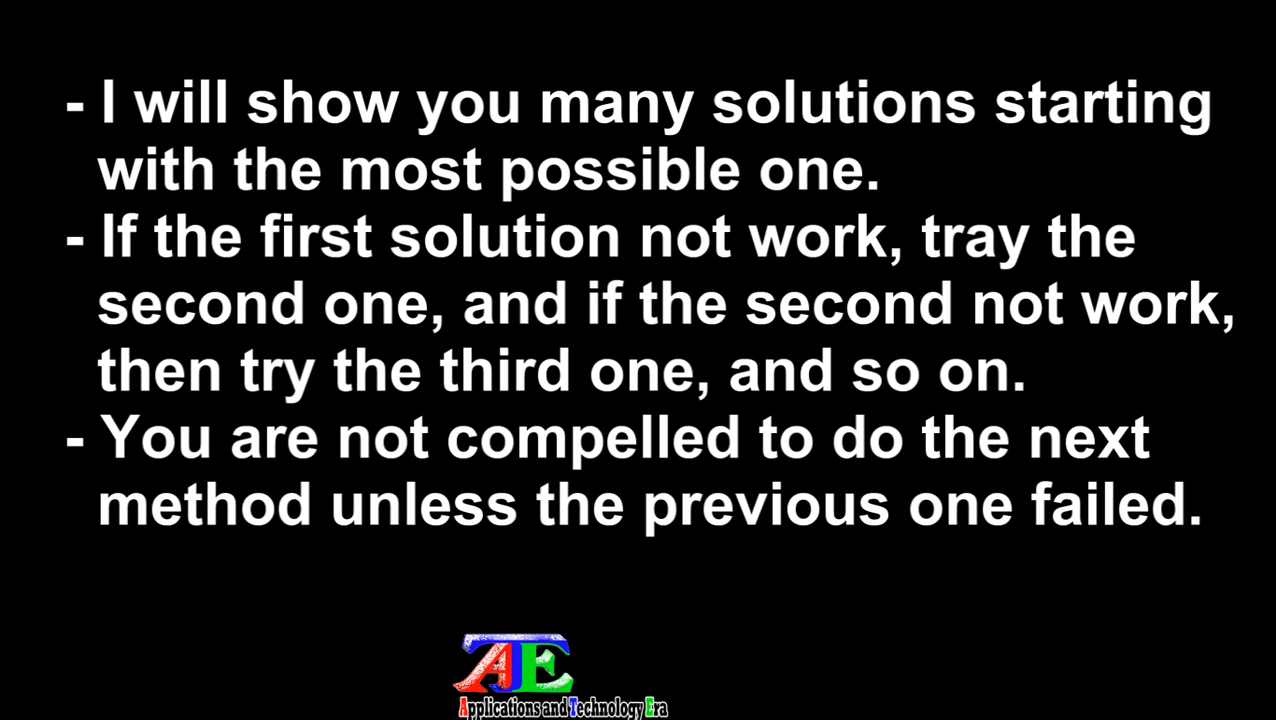 - I will show you many solutions starting
with the most possible one.
- If the first solution not work, tray the
second one, and if the second not work,
then try the third one, and so on.
- You are not compelled to do the next
method unless the previous one failed.
ATE
Applications and Technology Era